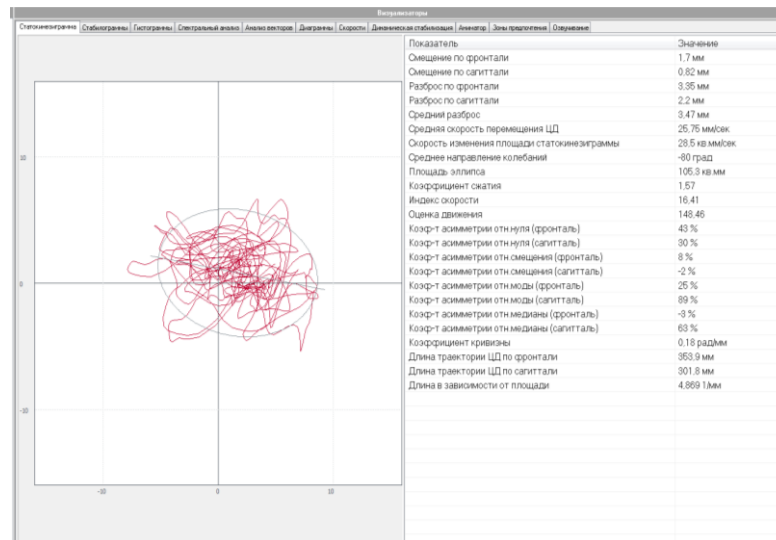 Визуализаторы
Статокинезиграмма Стабилограммы Гистограммы Спектральный анализ Анализ векторов Диаграммы Скорости Динамическая стабилизация Аниматор Зоны предпочтения Озвучивание
Показатель Значение
Смещение по фронтали 1,7 мм
Смещение по сагиттали 0,82 мм
Разброс по фронтали 3,35 мм
Разброс по сагиттали 2,2 мм
Средний разброс 3,47 мм
Средняя скорость перемещения ЦД 25,75 мм/сек
Скорость изменения площади статокинезиграммы 28,5 кв.мм/сек
Среднее направление колебаний -80 град
Площадь эллипса 105,3 кв.мм
Коэффициент сжатия 1,57
Индекс скорости 16,41
Оценка движения 148,46
Коэф-т асимметрии отн.нуля (фронталь) 43 %
Коэф-т асимметрии отн.нуля (сагитталь) 30 %
Коэф-т асимметрии отн.смещения (фронталь) 8 %
Коэф-т асимметрии отн.смещения (сагитталь) -2 %
Коэф-т асимметрии отн.моды (фронталь) 25 %
Коэф-т асимметрии отн.моды (сагитталь) 89 %
Коэф-т асимметрии отн.медианы (фронталь) -3 %
Коэф-т асимметрии отн.медианы (сагитталь) 63 %
Коэффициент кривизны 0,18 рад/мм
Длина траектории ЦД по фронтали 353,9 мм
Длина траектории ЦД по сагиттали 301,8 мм
Длина в зависимости от площади 4,869 1/мм
10
0
-10
-10 0 10